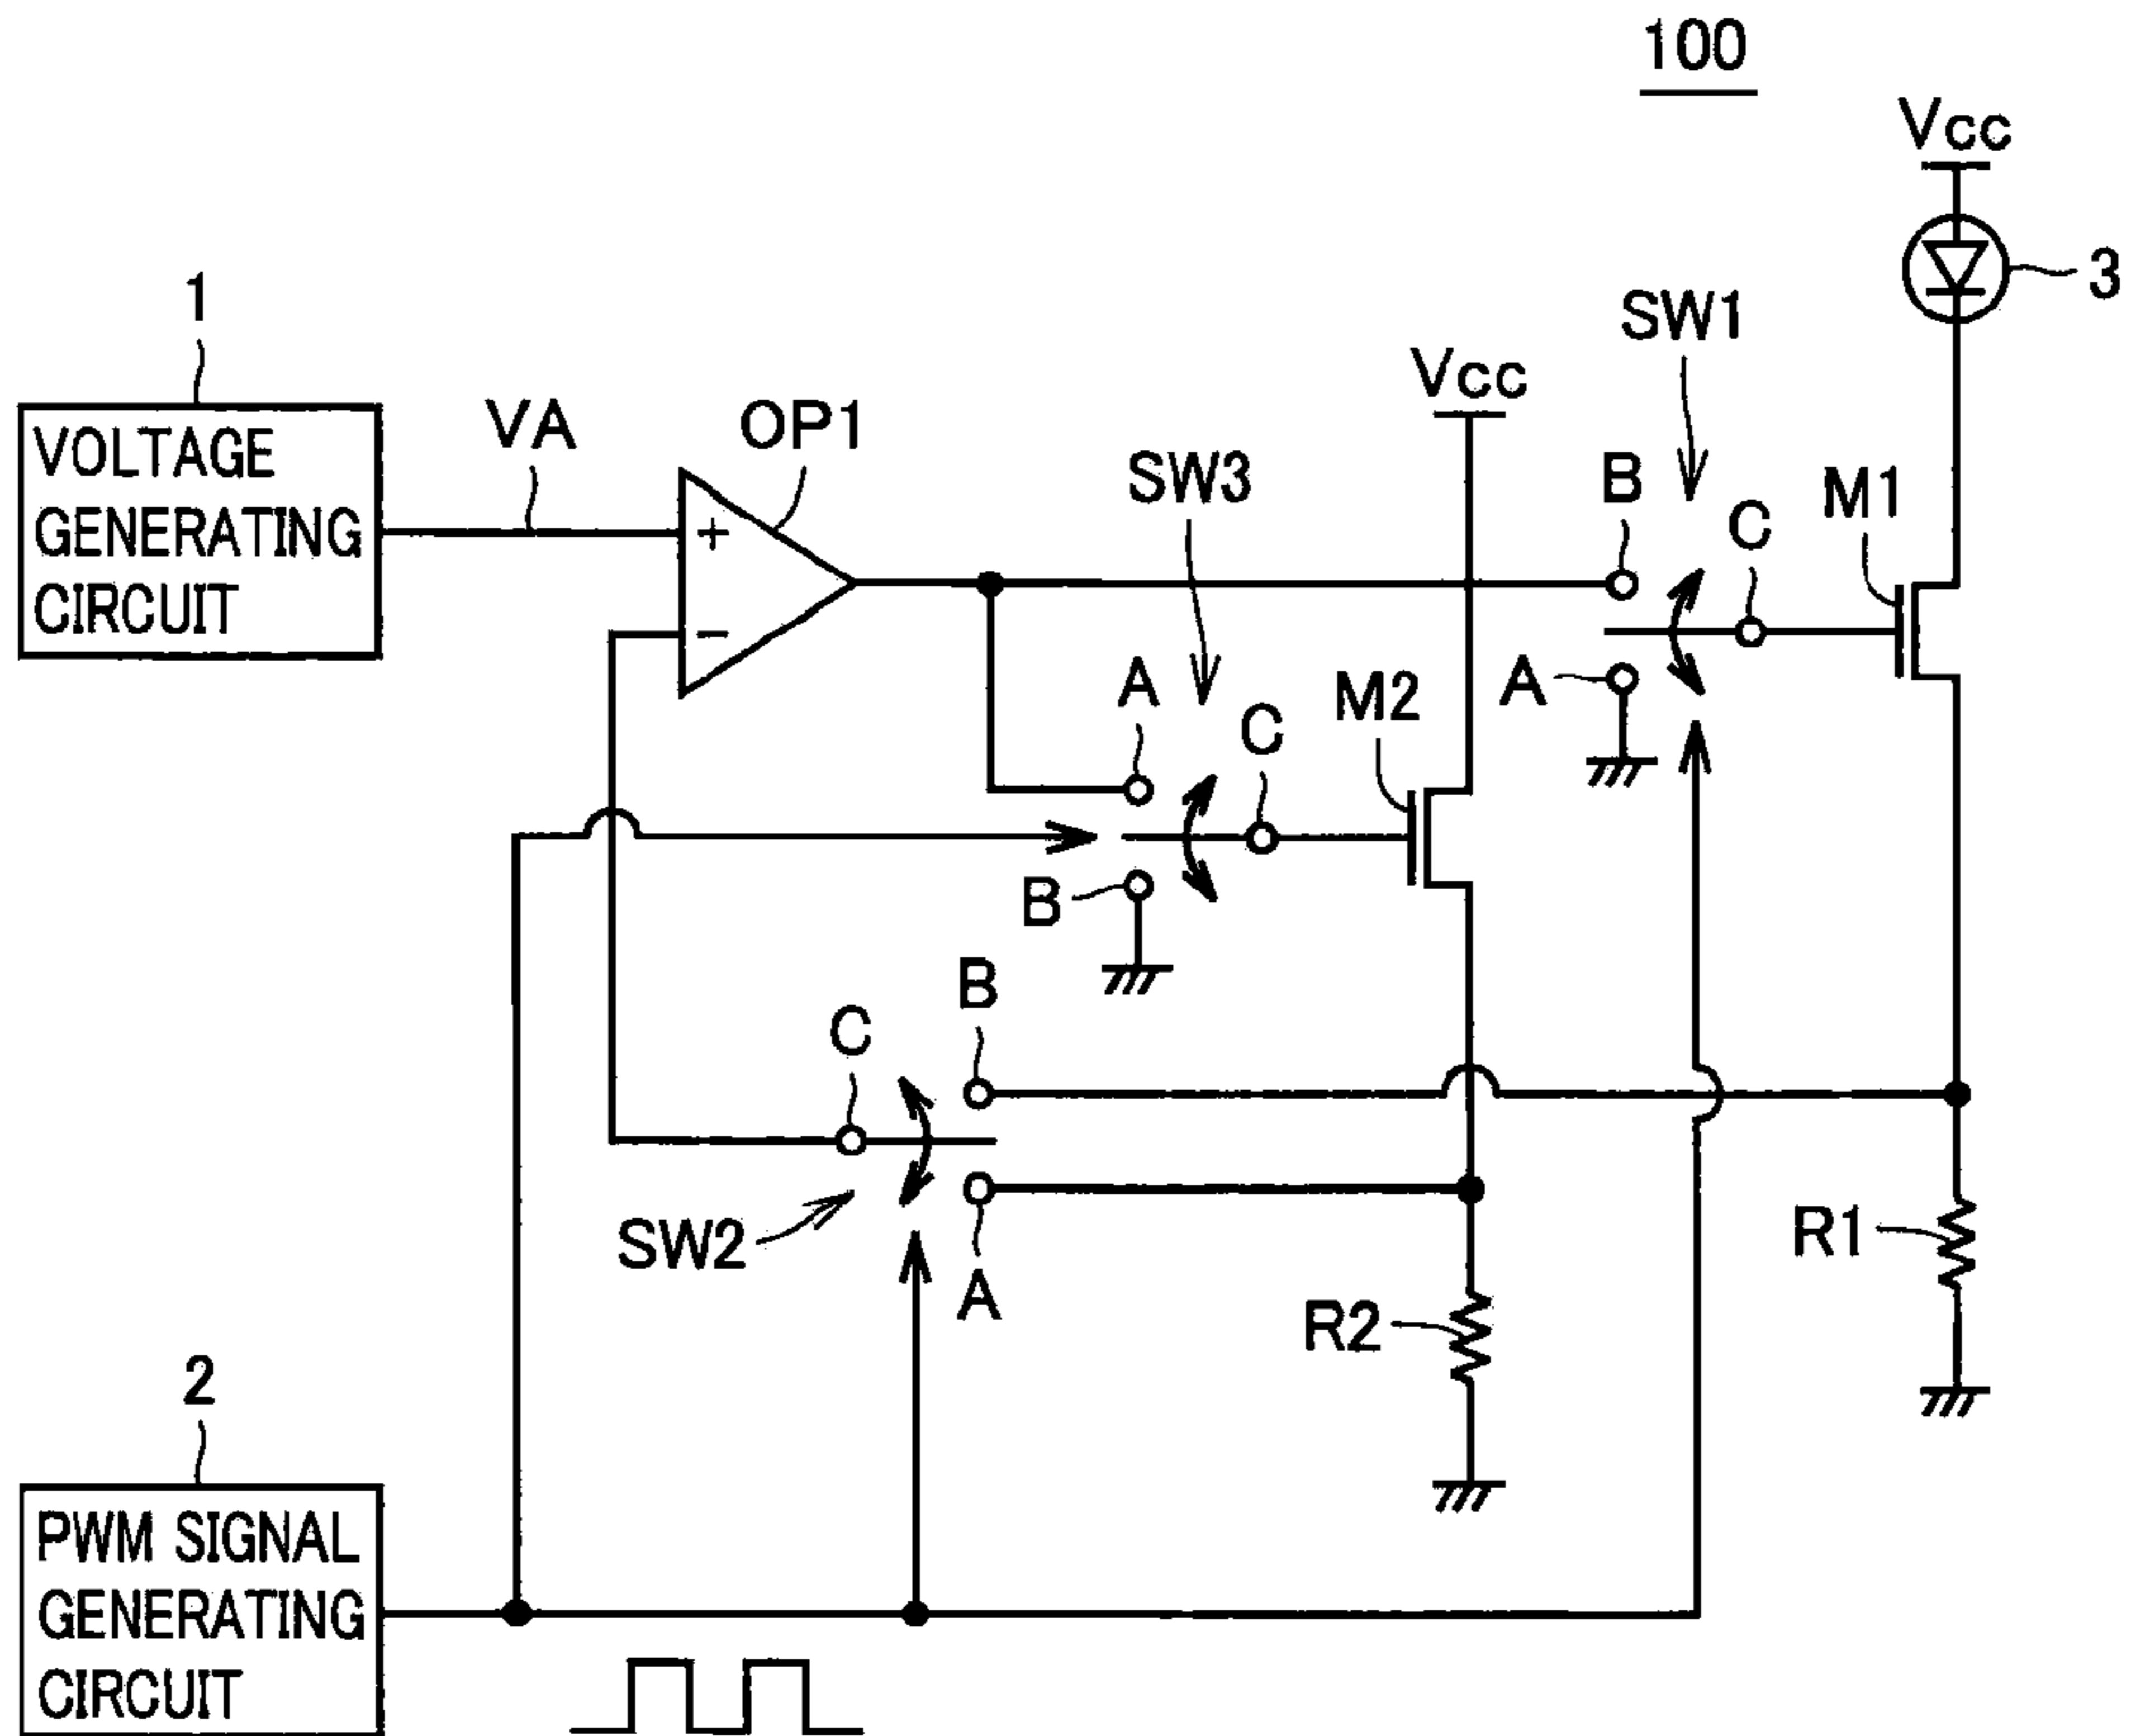 100
Vcc
3
1
SW1
Vcc
VA
OP1
VOLTAGE
GENERATING
CIRCUIT
SW3
B
C
M1
+
−
A
A
C
M2
B
B
C
SW2
A
R1
R2
2
PWM SIGNAL
GENERATING
CIRCUIT